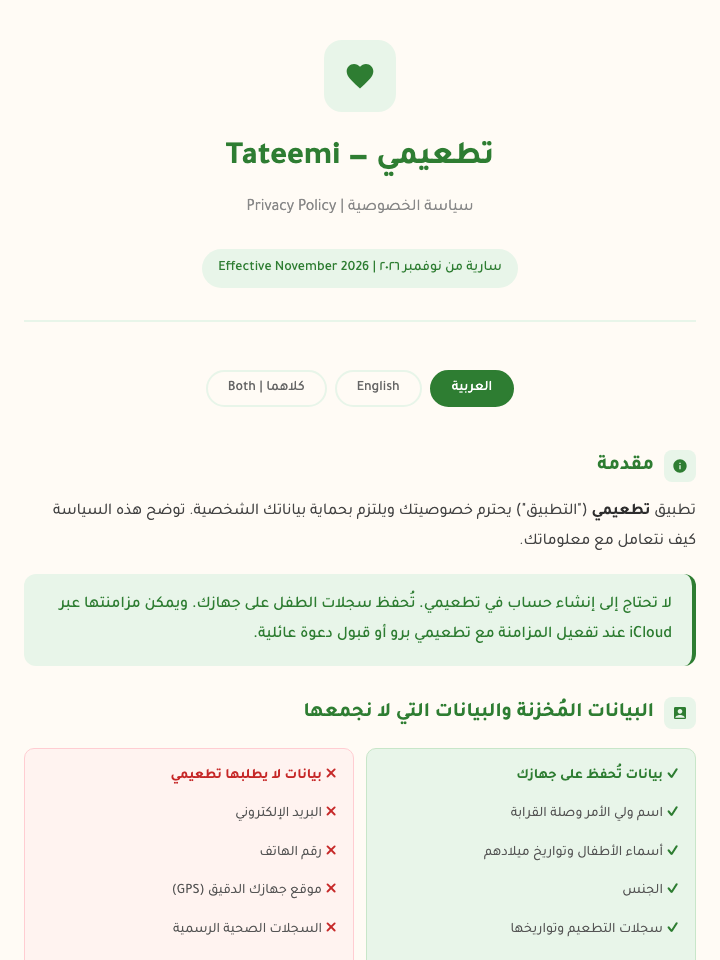 تطعيمي – Tateemi
سياسة الخصوصية | Privacy Policy
سارية من نوفمبر ٢٠٢٦ | Effective November 2026
العربية
English
كلاهما | Both
مقدمة
تطبيق تطعيمي ("التطبيق") يحترم خصوصيتك ويلتزم بحماية بياناتك الشخصية. توضح هذه السياسة
كيف نتعامل مع معلوماتك.
لا تحتاج إلى إنشاء حساب في تطعيمي. تُحفظ سجلات الطفل على جهازك. ويمكن مزامنتها عبر
iCloud عند تفعيل المزامنة مع تطعيمي برو أو قبول دعوة عائلية.
البيانات المُخزنة والبيانات التي لا نجمعها
✓ بيانات تُحفظ على جهازك
✓ اسم ولي الأمر وصلة القرابة
✓ أسماء الأطفال وتواريخ ميلادهم
✓ الجنس
✓ سجلات التطعيم وتواريخها
✕ بيانات لا يطلبها تطعيمي
✕ البريد الإلكتروني
✕ رقم الهاتف
✕ موقع جهازك الدقيق (GPS)
✕ السجلات الصحية الرسمية